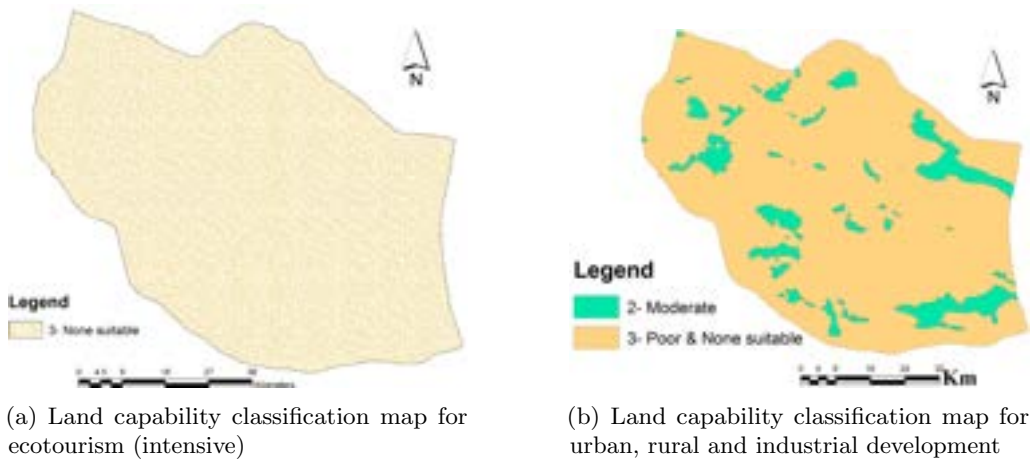 N
N
Legend
3- None suitable
Legend
2- Moderate
3- Poor & None suitable
Km
(a) Land capability classification map for
ecotourism (intensive)
(b) Land capability classification map for
urban, rural and industrial development